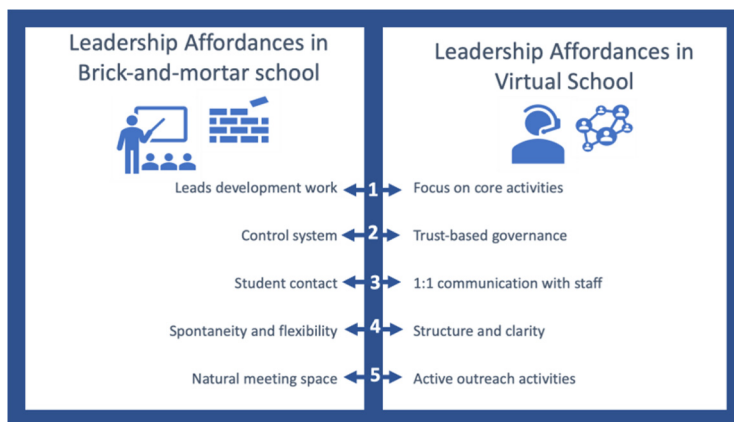 Leadership Affordances in
Brick-and-mortar school
Leadership Affordances in
Virtual School
Leads development work 1 Focus on core activities
Control system 2 Trust-based governance
Student contact 3 1:1 communication with staff
Spontaneity and flexibility 4 Structure and clarity
Natural meeting space 5 Active outreach activities